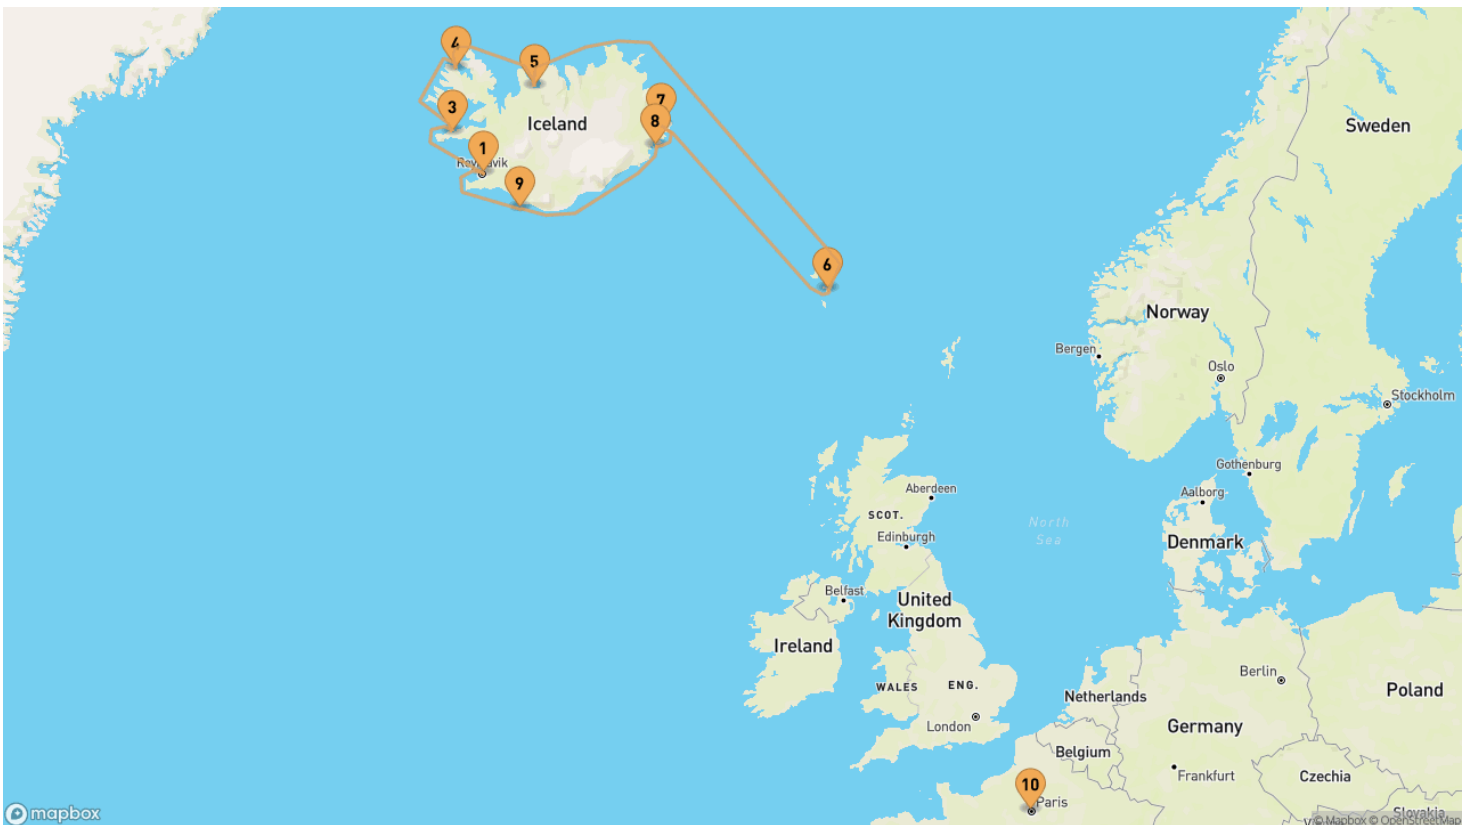 4
5
7
3
8
Iceland
Sweden
1
Reykjavik
9
6
Norway
Bergen
Oslo
Stockholm
Gothenburg
Aberdeen
Aalborg
SCOT.
North
Sea
Edinburgh
Denmark
Belfast
United
Kingdom
Ireland
Berlin
WALES
ENG.
Netherlands
Poland
London
Germany
Belgium
Frankfurt
Czechia
10
Paris
mapbox
Slovakia
© Mapbox © OpenStreetMap